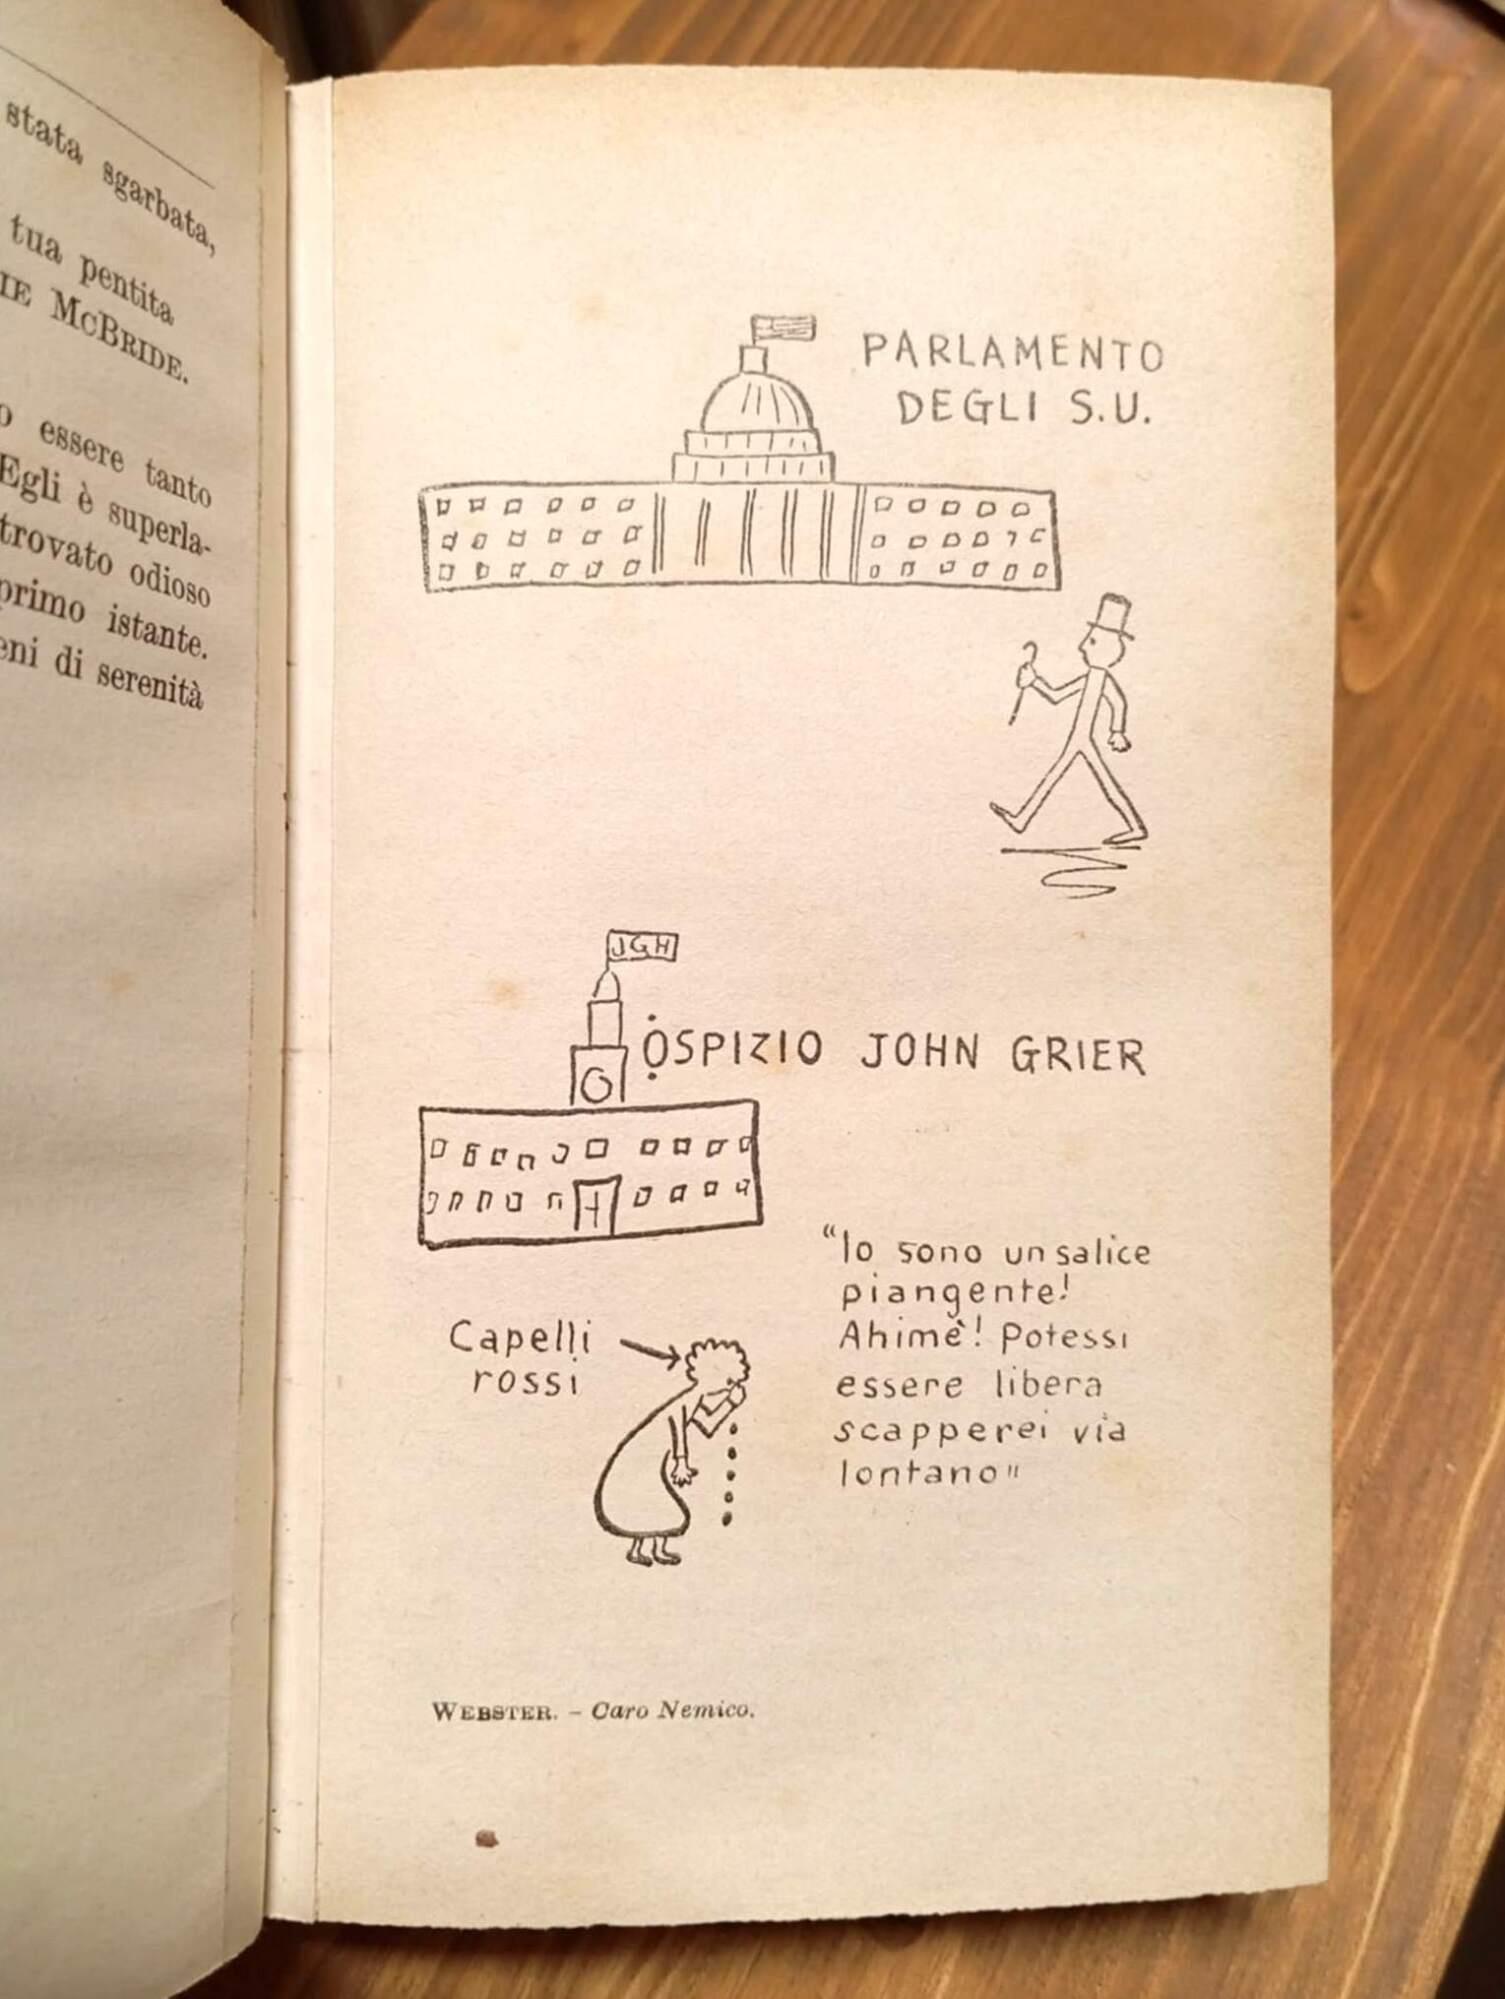 stata sgarbata,
tua pentita
McBride.
essere tanto
Egli è superla-
trovato odioso
primo istante.
di serenità
PARLAMENTO
DEGLI S.U.
JGH
OSPIZIO JOHN GRIER
"Io sono un salice
piangente!
Ahimè! Potessi
essere libera
scapperei via
lontano"
Capelli
rossi
Webster. – Caro Nemico.